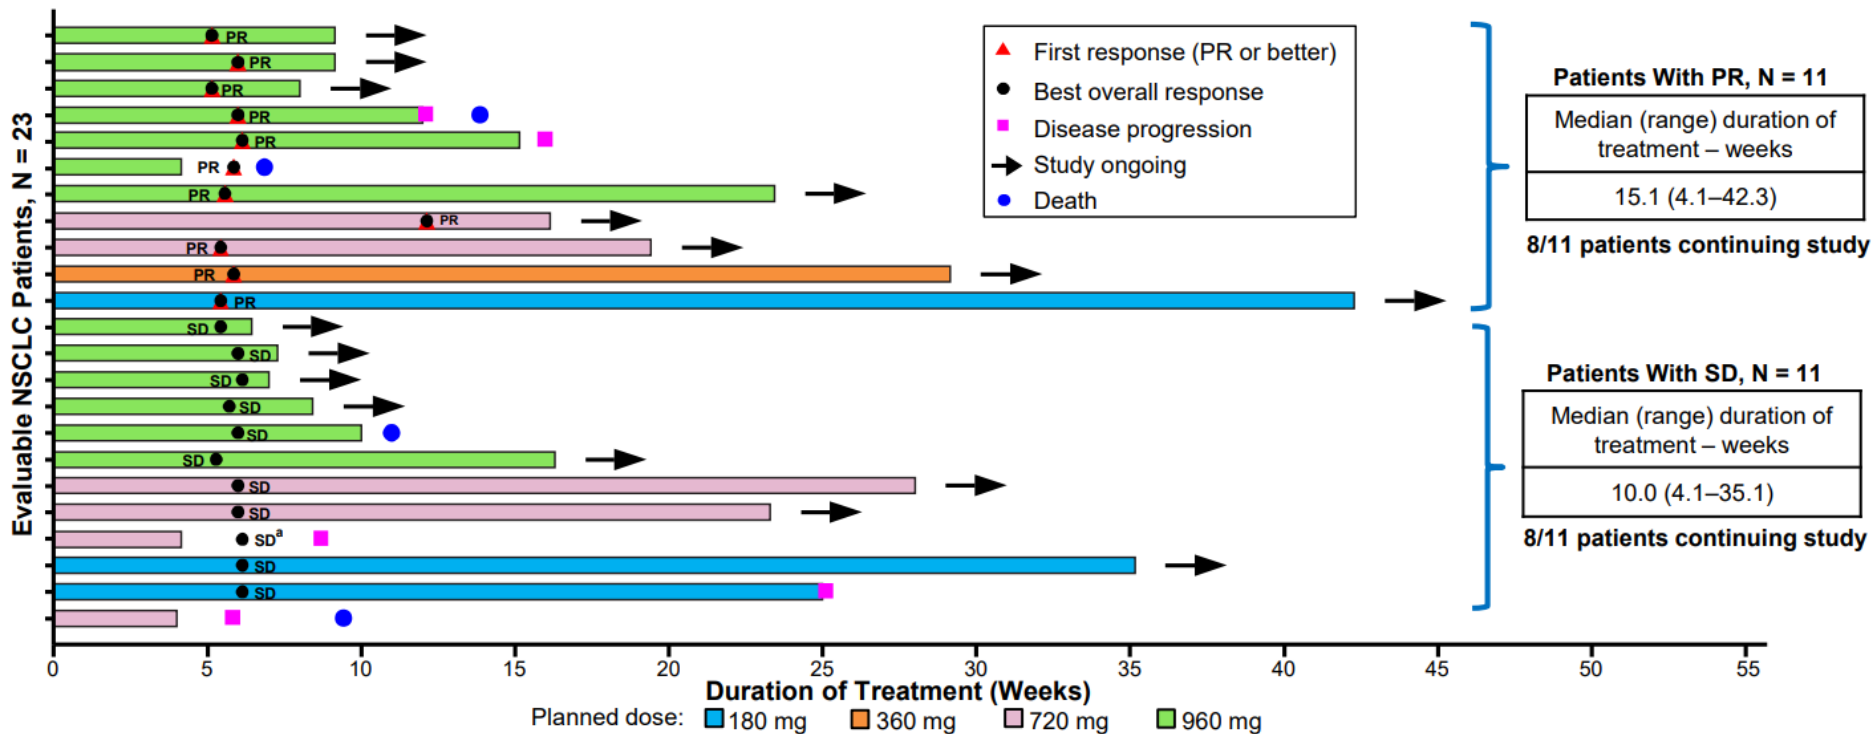 Evaluable NSCLC Patients, N = 23
PR
PR
PR
PR
PR
PR
PR
PR
PR
PR
PR
SD
SD
SD
SD
SD
SD
SD
SD
SDª
SD
SD
First response (PR or better)
Best overall response
Disease progression
Study ongoing
Death
Patients With PR, N = 11
Median (range) duration of
treatment – weeks
15.1 (4.1–42.3)
8/11 patients continuing study
Patients With SD, N = 11
Median (range) duration of
treatment – weeks
10.0 (4.1–35.1)
8/11 patients continuing study
0 5 10 15 20 25 30 35 40 45 50 55
Duration of Treatment (Weeks)
Planned dose: 180 mg 360 mg 720 mg 960 mg